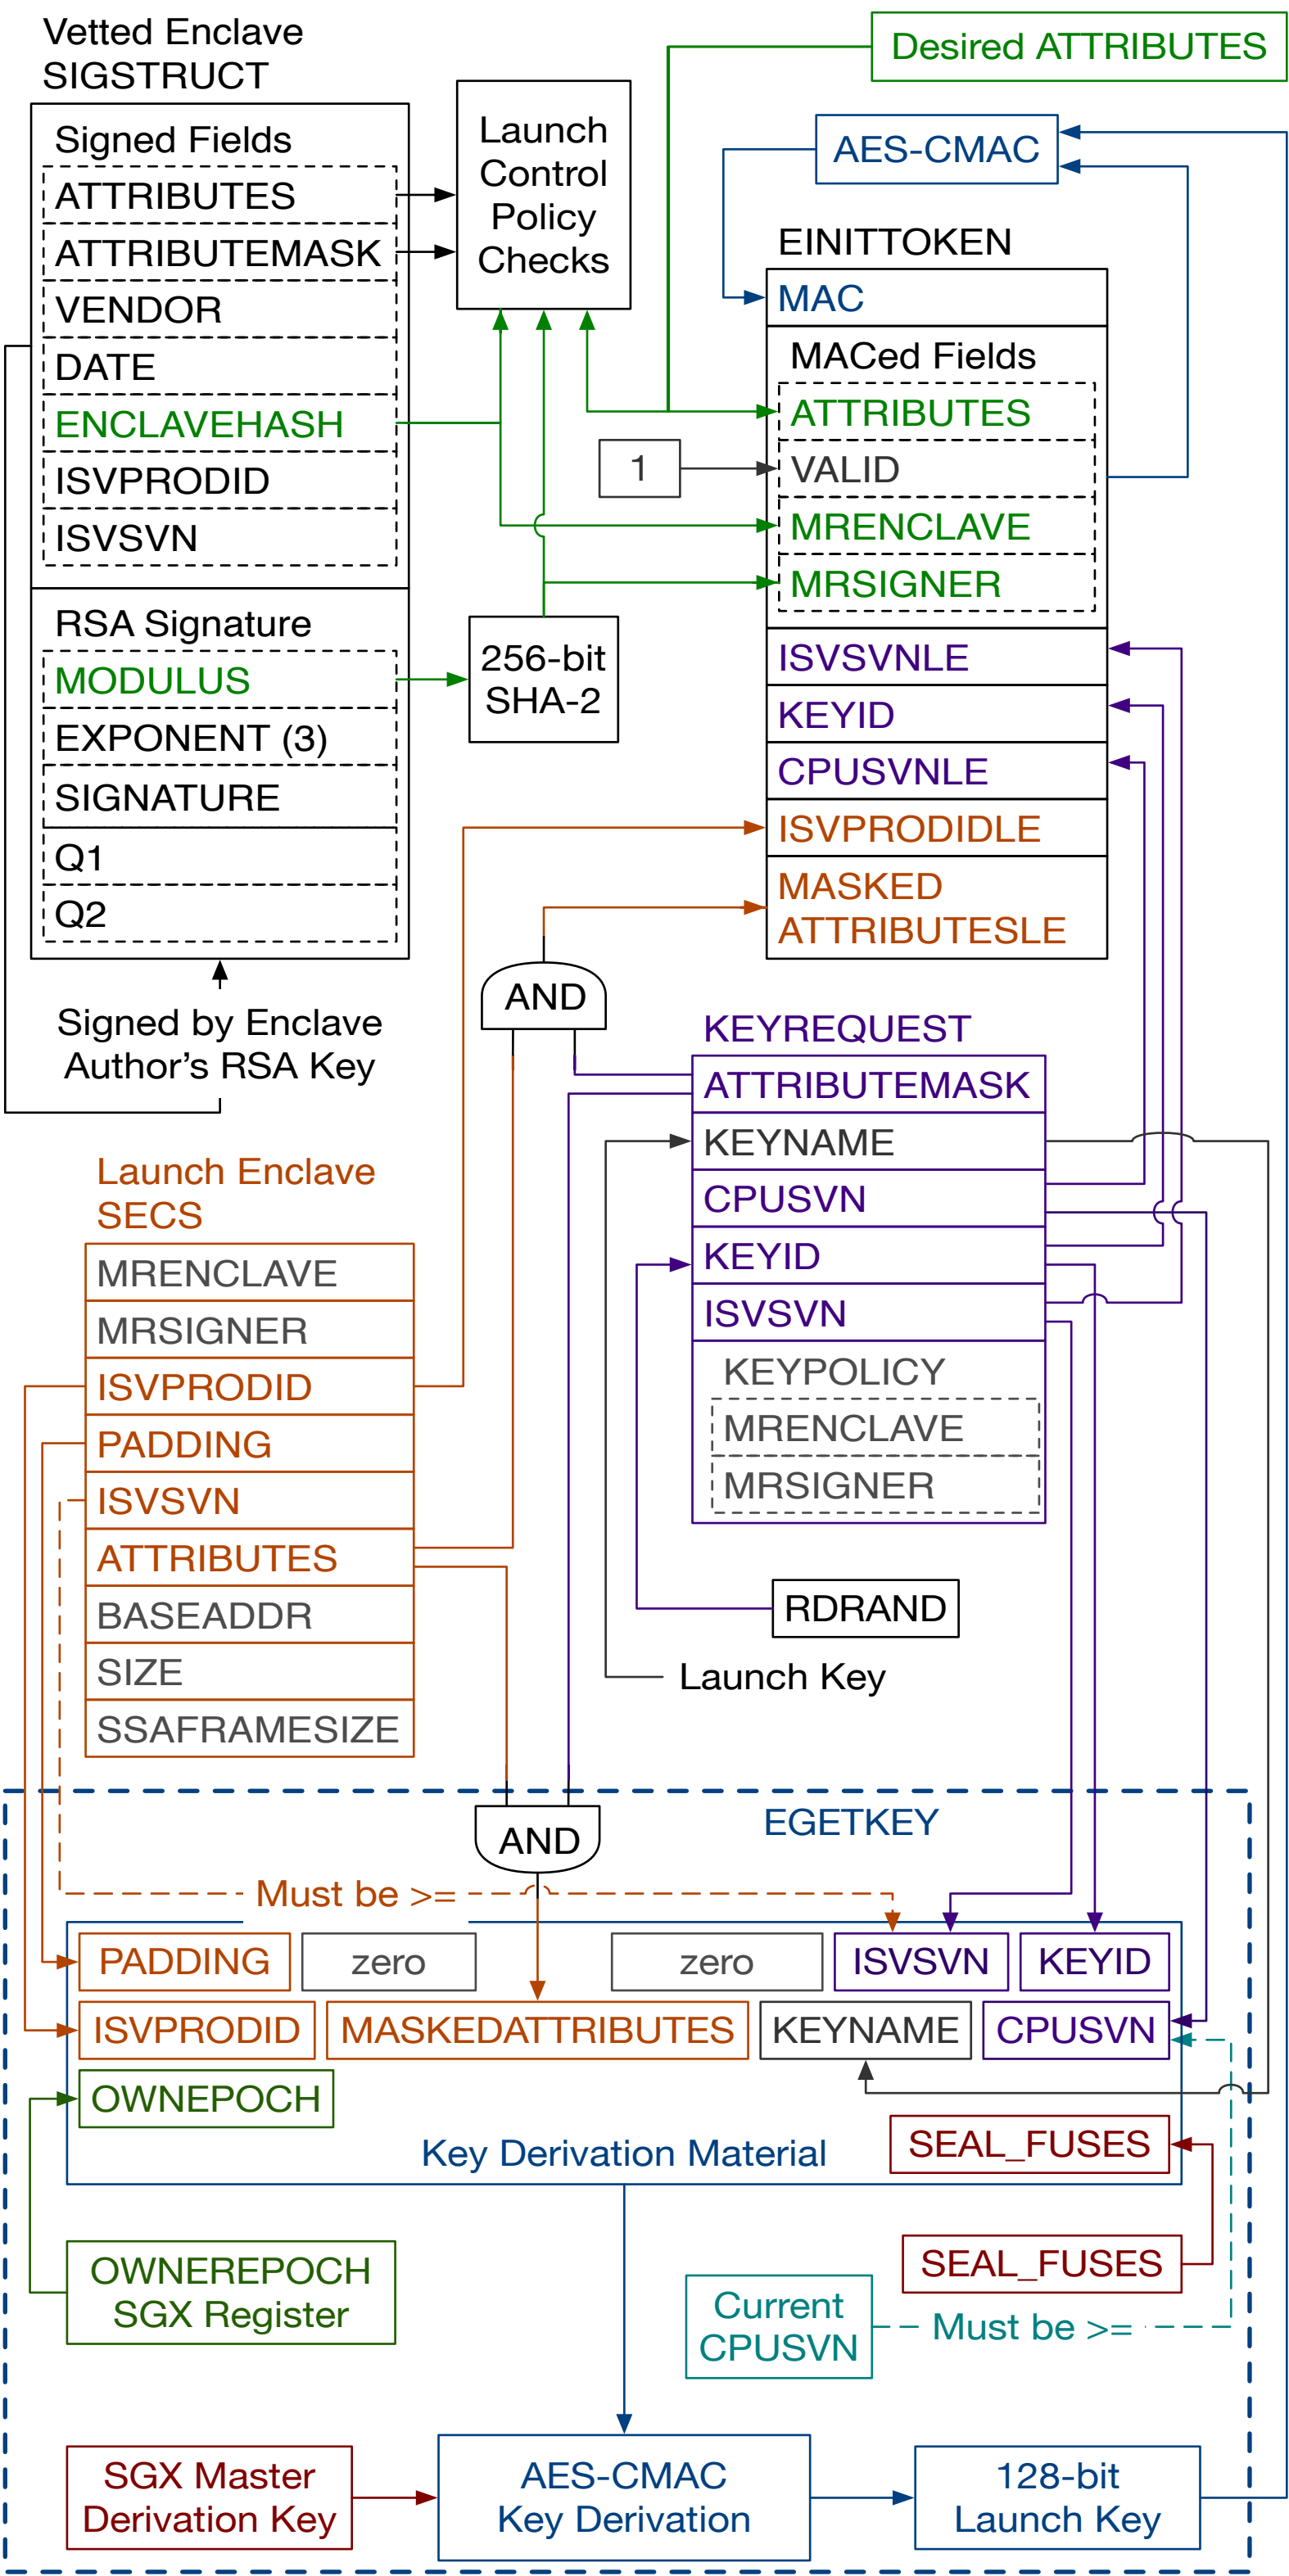 Vetted Enclave
SIGSTRUCT
Signed Fields
ATTRIBUTES
ATTRIBUTEMASK
VENDOR
DATE
ENCLAVEHASH
ISVPRODID
ISVSVN
RSA Signature
MODULUS
EXPONENT (3)
SIGNATURE
Q1
Q2
Signed by Enclave
Author's RSA Key
Launch
Control
Policy
Checks
256-bit
SHA-2
Desired ATTRIBUTES
AES-CMAC
EINITTOKEN
MAC
MACed Fields
ATTRIBUTES
1
VALID
MRENCLAVE
MRSIGNER
ISVSVNLE
KEYID
CPUSVNLE
ISVPRODIDLE
MASKED
ATTRIBUTESLE
AND
KEYREQUEST
ATTRIBUTEMASK
KEYNAME
CPUSVN
KEYID
ISVSVN
KEYPOLICY
MRENCLAVE
MRSIGNER
RDRAND
Launch Key
Launch Enclave
SECS
MRENCLAVE
MRSIGNER
ISVPRODID
PADDING
ISVSVN
ATTRIBUTES
BASEADDR
SIZE
SSAFRAMESIZE
EGETKEY
AND
Must be >=
PADDING
zero
zero
ISVSVN
KEYID
ISVPRODID
MASKEDATTRIBUTES
KEYNAME
CPUSVN
OWNEPOCH
Key Derivation Material
SEAL_FUSES
OWNEREPOCH
SGX Register
SEAL_FUSES
Current
CPUSVN
Must be >=
SGX Master
Derivation Key
AES-CMAC
Key Derivation
128-bit
Launch Key